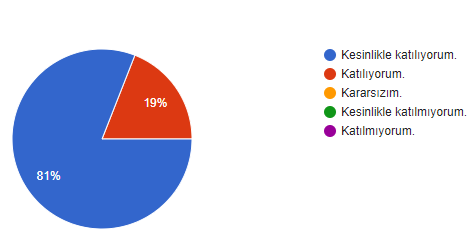 Kesinlikle katılıyorum.
Katılıyorum.
Kararsızım.
Kesinlikle katılmıyorum.
Katılmıyorum.
19%
81%